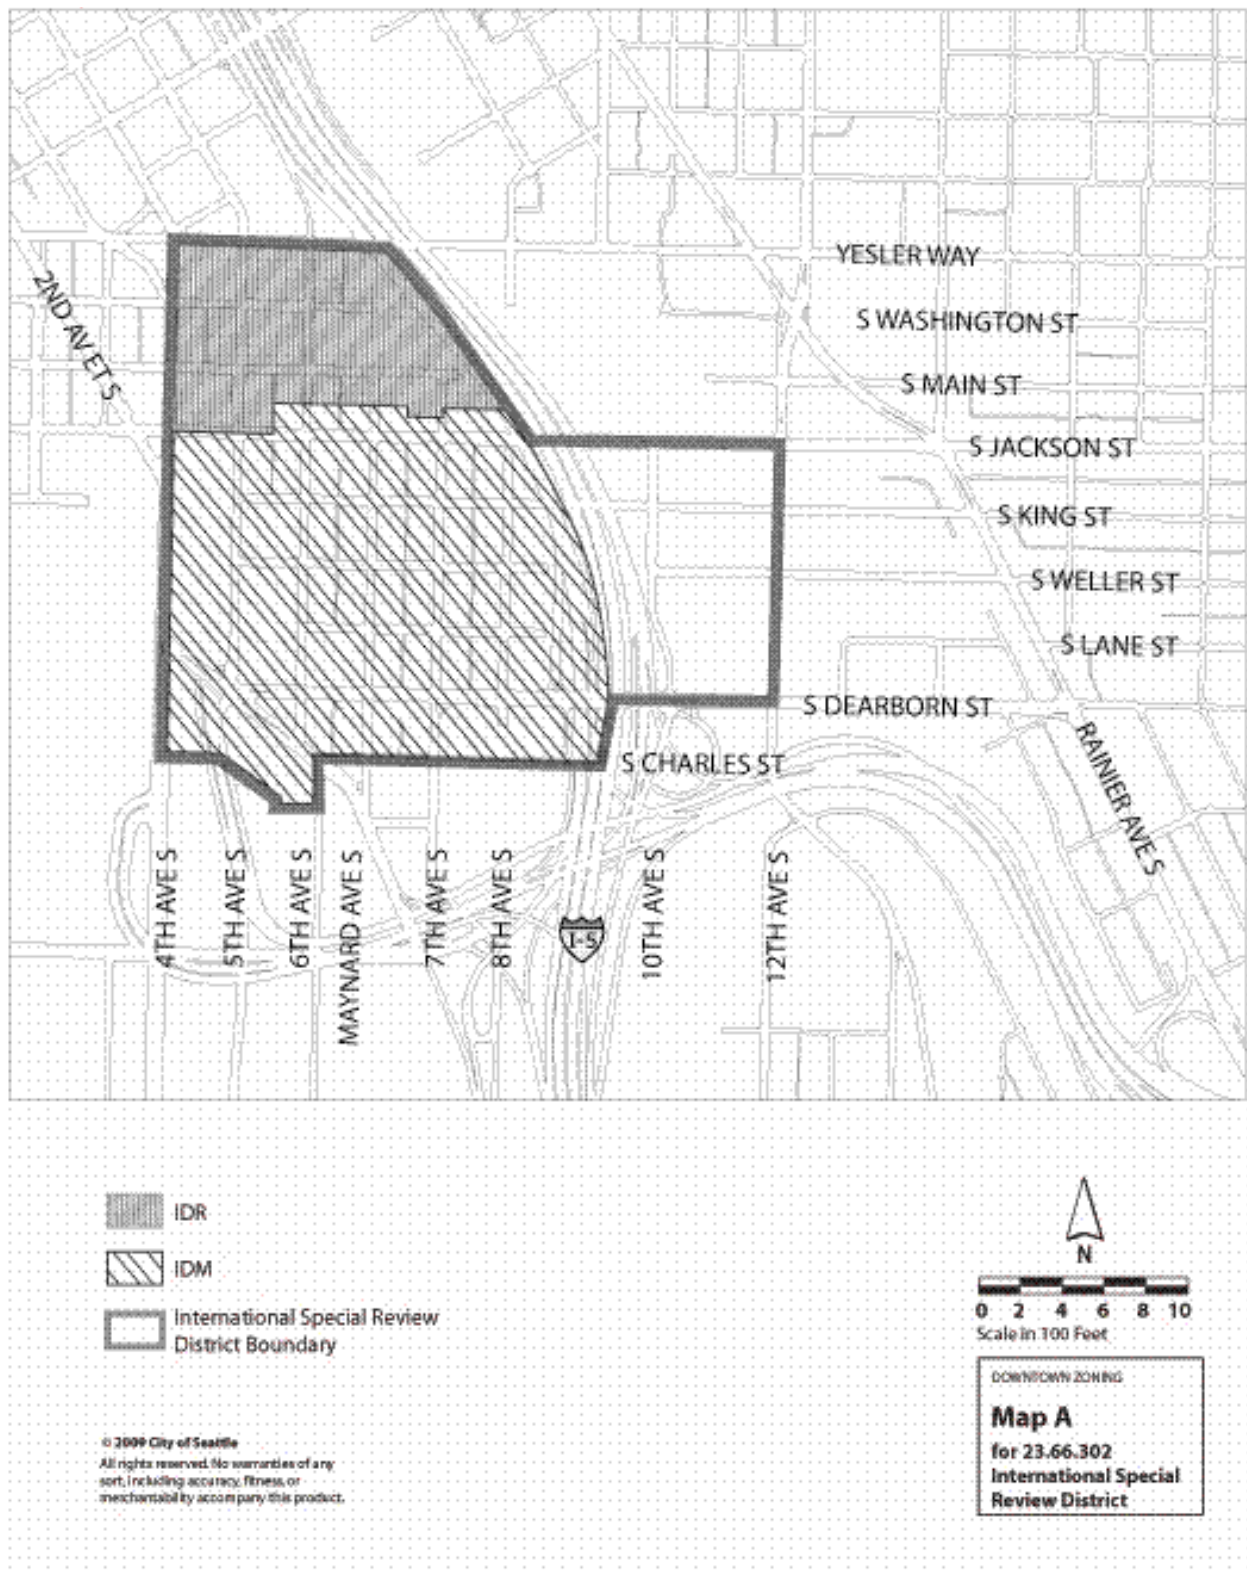 YESLER WAY
2ND AV ET S
S WASHINGTON ST
S MAIN ST
S JACKSON ST
S KING ST
S WELLER ST
S LANE ST
S DEARBORN ST
S CHARLES ST
RAINIER AVE S
4TH AVE S
5TH AVE S
6TH AVE S
MAYNARD AVE S
7TH AVE S
8TH AVE S
I-5
10TH AVE S
12TH AVE S
IDR
IDM
International Special Review
District Boundary
N
0 2 4 6 8 10
Scale in 100 Feet
DOWNTOWN ZONING
Map A
for 23.66.302
International Special
Review District
© 2009 City of Seattle
All rights reserved. No warranties of any
sort, including accuracy, fitness, or
merchantability accompany this product.